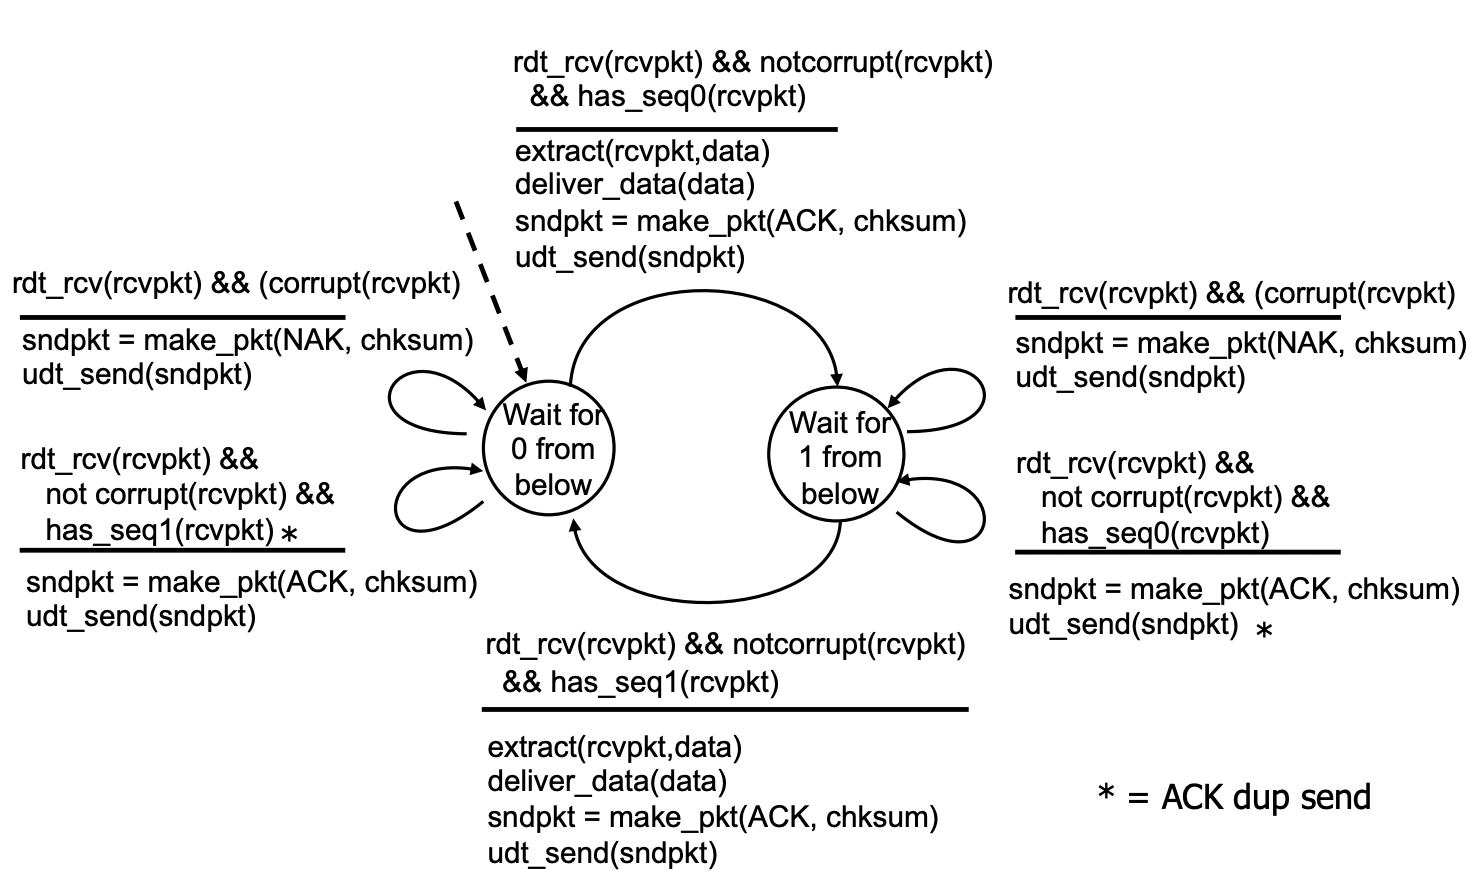 rdt_rcv(rcvpkt) && notcorrupt(rcvpkt)
&& has_seq0(rcvpkt)
extract(rcvpkt,data)
deliver_data(data)
sndpkt = make_pkt(ACK, chksum)
udt_send(sndpkt)
rdt_rcv(rcvpkt) && (corrupt(rcvpkt)
sndpkt = make_pkt(NAK, chksum)
udt_send(sndpkt)
rdt_rcv(rcvpkt) &&
not corrupt(rcvpkt) &&
has_seq1(rcvpkt) *
sndpkt = make_pkt(ACK, chksum)
udt_send(sndpkt)
Wait for
0 from
below
Wait for
1 from
below
rdt_rcv(rcvpkt) && (corrupt(rcvpkt)
sndpkt = make_pkt(NAK, chksum)
udt_send(sndpkt)
rdt_rcv(rcvpkt) &&
not corrupt(rcvpkt) &&
has_seq0(rcvpkt)
sndpkt = make_pkt(ACK, chksum)
udt_send(sndpkt) *
rdt_rcv(rcvpkt) && notcorrupt(rcvpkt)
&& has_seq1(rcvpkt)
extract(rcvpkt,data)
deliver_data(data)
sndpkt = make_pkt(ACK, chksum)
udt_send(sndpkt)
* = ACK dup send